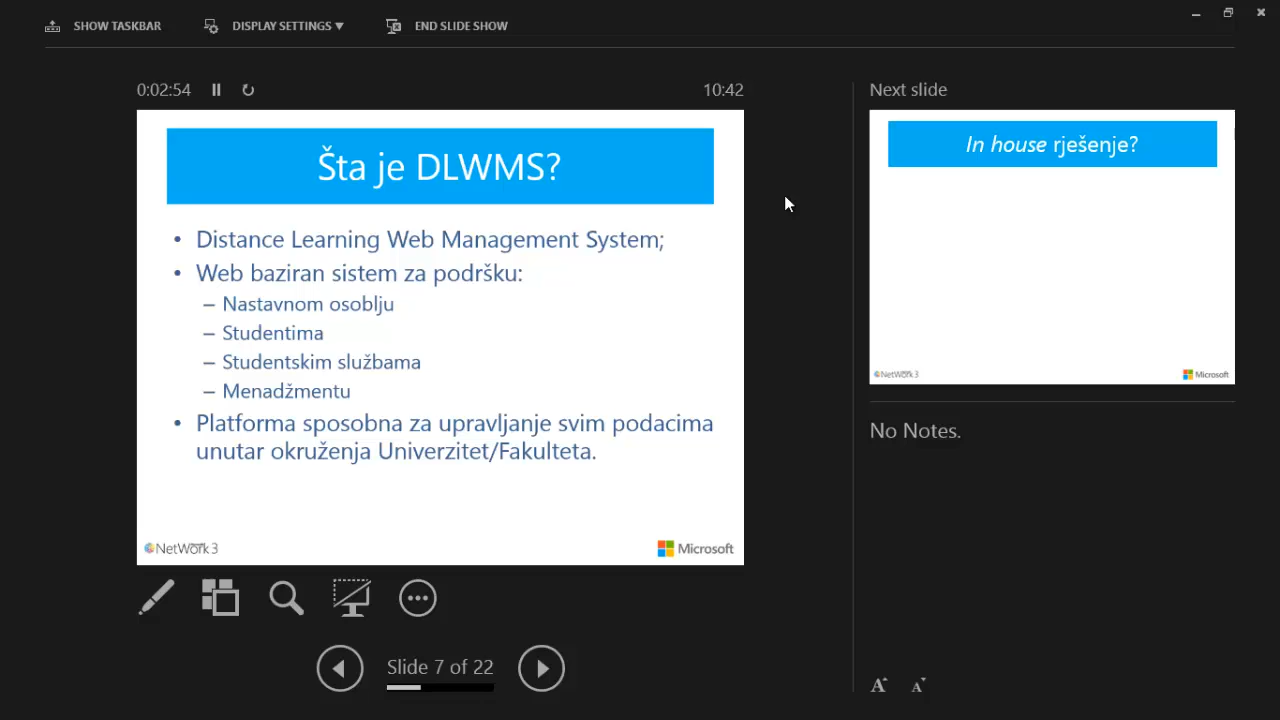 SHOW TASKBAR
DISPLAY SETTINGS ▼
END SLIDE SHOW
0:02:54
10:42
Šta je DLWMS?
• Distance Learning Web Management System;
• Web baziran sistem za podršku:
– Nastavnom osoblju
– Studentima
– Studentskim službama
– Menadžmentu
• Platforma sposobna za upravljanje svim podacima
unutar okruženja Univerzitet/Fakulteta.
NetWork 3
Microsoft
Slide 7 of 22
Next slide
In house rješenje?
NetWork 3
Microsoft
No Notes.
A A